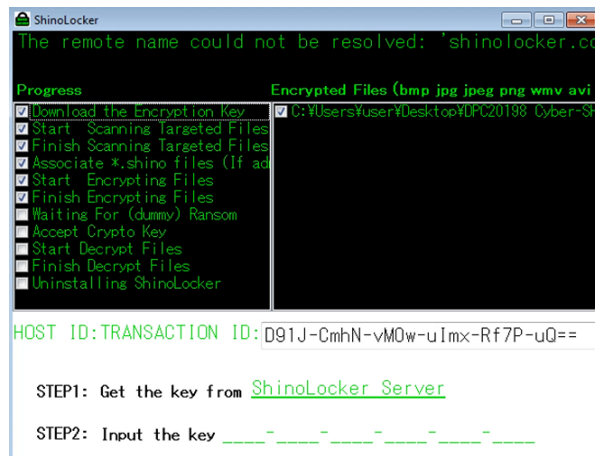 ShinoLocker
The remote name could not be resolved: 'shinolocker.co
Progress
Encrypted Files (bmp jpg jpeg png wmv avi
Download the Encryption Key
Start Scanning Targeted Files
Finish Scanning Targeted Files
Associate *.shino files (If ad
Start Encrypting Files
Finish Encrypting Files
Waiting For (dummy) Ransom
Accept Crypto Key
Start Decrypt Files
Finish Decrypt Files
Uninstalling ShinoLocker
C:¥Users¥user¥Desktop¥DPC20198 Cyber-SH
HOST ID:TRANSACTION ID: D91J-CmhN-vMOw-uImx-Rf7P-uQ==
STEP1: Get the key from ShinoLocker Server
STEP2: Input the key ____-____-____-____-____-____